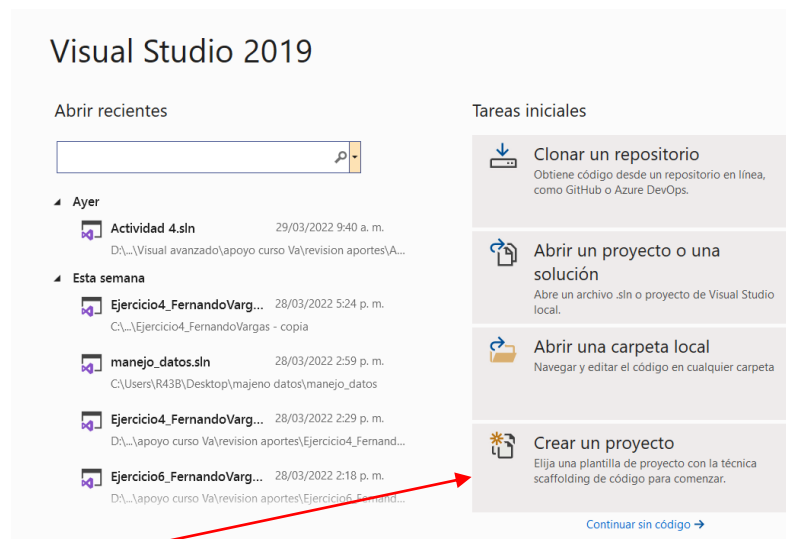 Visual Studio 2019
Abrir recientes
Ayer
Actividad 4.sln 29/03/2022 9:40 a. m.
D:\...\Visual avanzado\apoyo curso Va\revision aportes\A...
Esta semana
Ejercicio4_FernandoVarg... 28/03/2022 5:24 p. m.
C:\...\Ejercicio4_FernandoVargas - copia
manejo_datos.sln 28/03/2022 2:59 p. m.
C:\Users\R43B\Desktop\majeno datos\manejo_datos
Ejercicio4_FernandoVarg... 28/03/2022 2:29 p. m.
D:\...\apoyo curso Va\revision aportes\Ejercicio4_Fernand...
Ejercicio6_FernandoVarg... 28/03/2022 2:18 p. m.
D:\...\apoyo curso Va\revision aportes\Ejercicio6_Fernand...
Tareas iniciales
Clonar un repositorio
Obtiene código desde un repositorio en línea,
como GitHub o Azure DevOps.
Abrir un proyecto o una
solución
Abre un archivo .sln o proyecto de Visual Studio
local.
Abrir una carpeta local
Navegar y editar el código en cualquier carpeta
Crear un proyecto
Elija una plantilla de proyecto con la técnica
scaffolding de código para comenzar.
Continuar sin código →